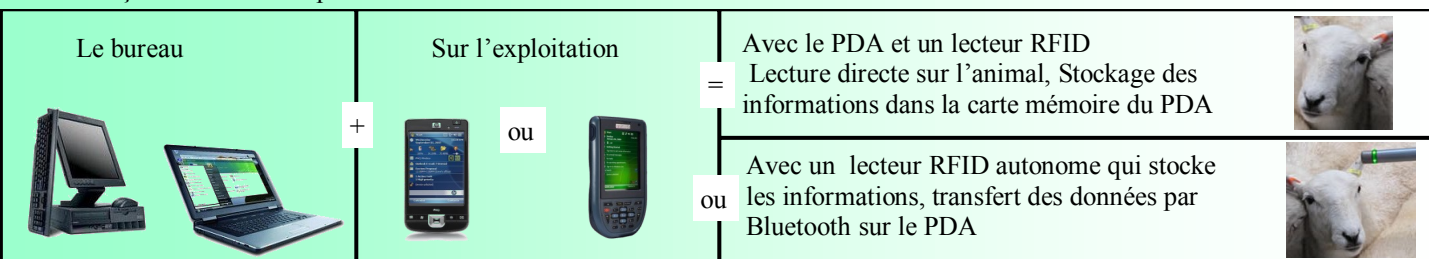 Le bureau
+
Sur l’exploitation
ou
=
Avec le PDA et un lecteur RFID
Lecture directe sur l’animal, Stockage des
informations dans la carte mémoire du PDA
ou
Avec un lecteur RFID autonome qui stocke
les informations, transfert des données par
Bluetooth sur le PDA